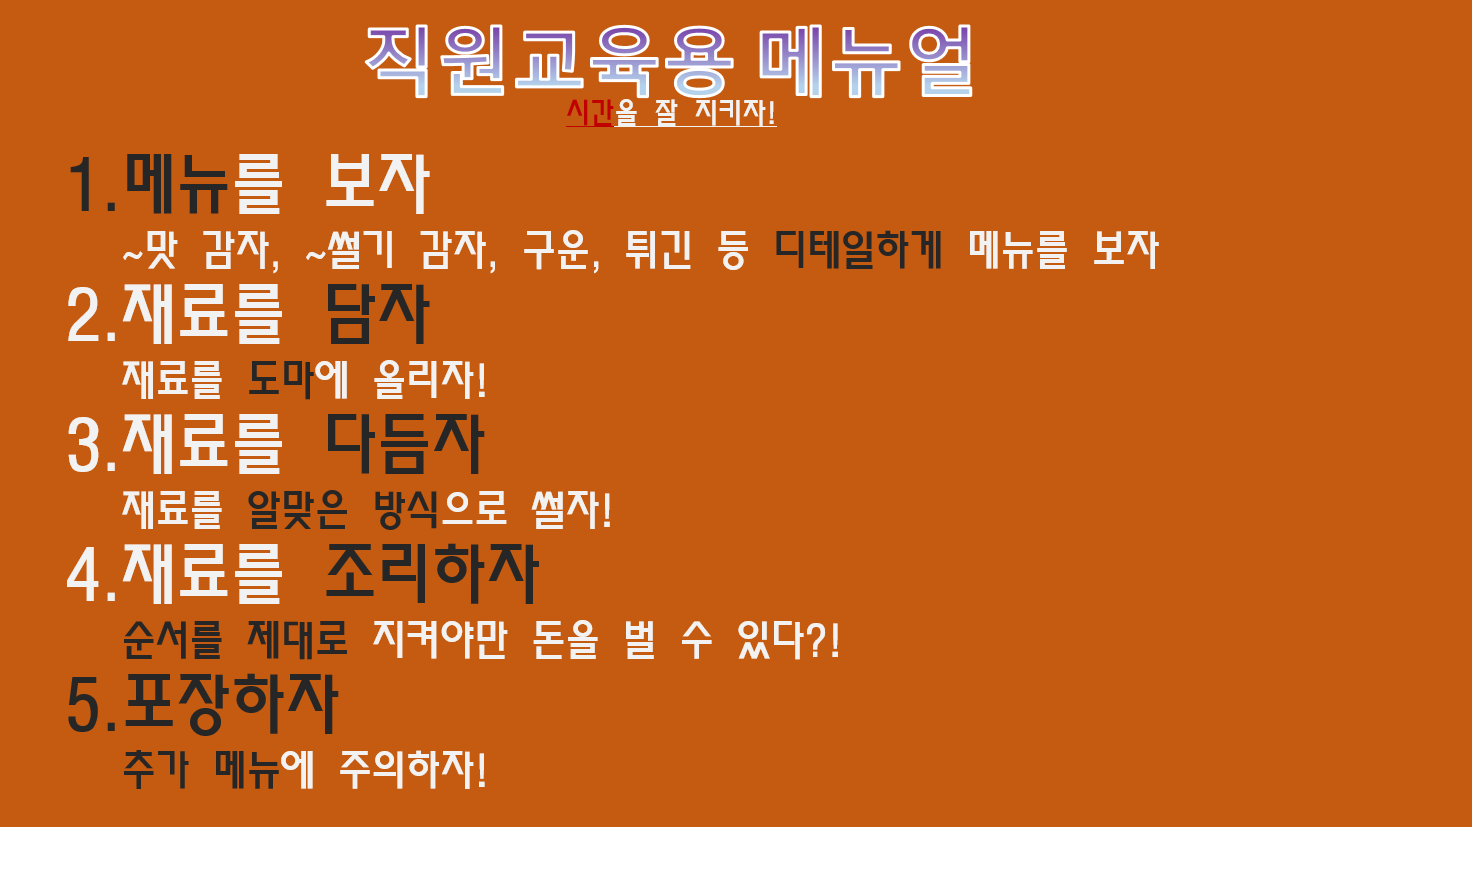 직원교육용 메뉴얼
시간을 잘 지키자!
1.메뉴를 보자
~맛 감자, ~썰기 감자, 구운, 튀긴 등 디테일하게 메뉴를 보자
2.재료를 담자
재료를 도마에 올리자!
3.재료를 다듬자
재료를 알맞은 방식으로 썰자!
4.재료를 조리하자
순서를 제대로 지켜야만 돈을 벌 수 있다?!
5.포장하자
추가 메뉴에 주의하자!